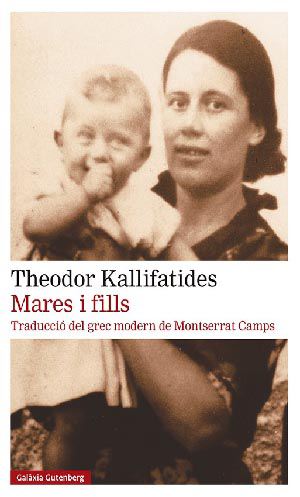 Theodor Kallifatides
Mares i fills
Traducció del grec modern de Montserrat Camps
Galàxia Gutenberg